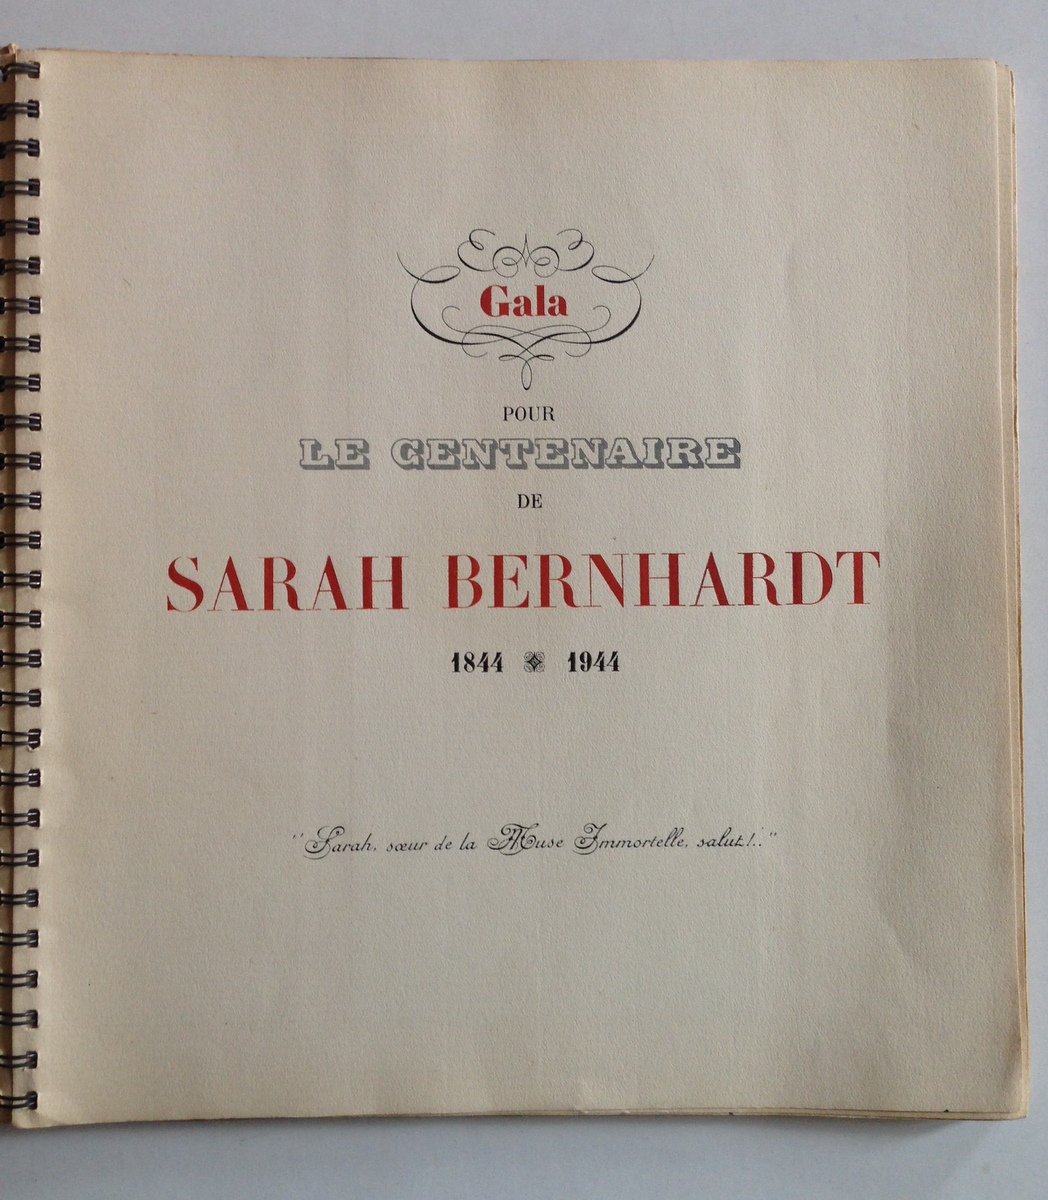 Gala
POUR
LE CENTENAIRE
DE
SARAH BERNHARDT
1844 1944
"Sarah, sœur de la Muse Immortelle, salut!.."